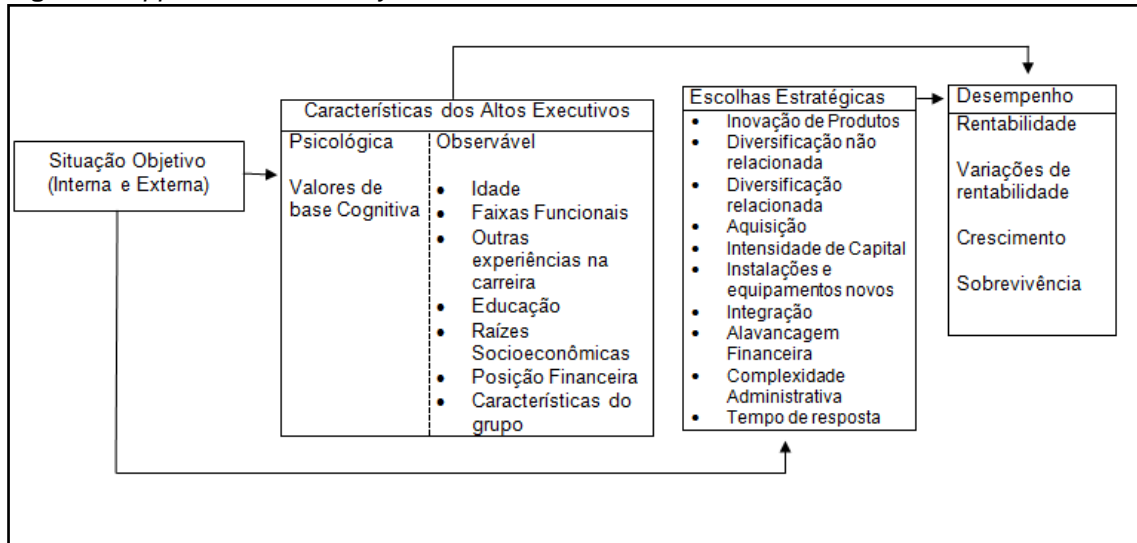 Situação Objetivo
(Interna e Externa)
Características dos Altos Executivos
Psicológica
Valores de
base Cognitiva
Observável
• Idade
• Faixas Funcionais
• Outras
experiências na
carreira
• Educação
• Raízes
Socioeconômicas
• Posição Financeira
• Características do
grupo
Escolhas Estratégicas
• Inovação de Produtos
• Diversificação não
relacionada
• Diversificação
relacionada
• Aquisição
• Intensidade de Capital
• Instalações e
equipamentos novos
• Integração
• Alavancagem
Financeira
• Complexidade
Administrativa
• Tempo de resposta
Desempenho
Rentabilidade
Variações de
rentabilidade
Crescimento
Sobrevivência